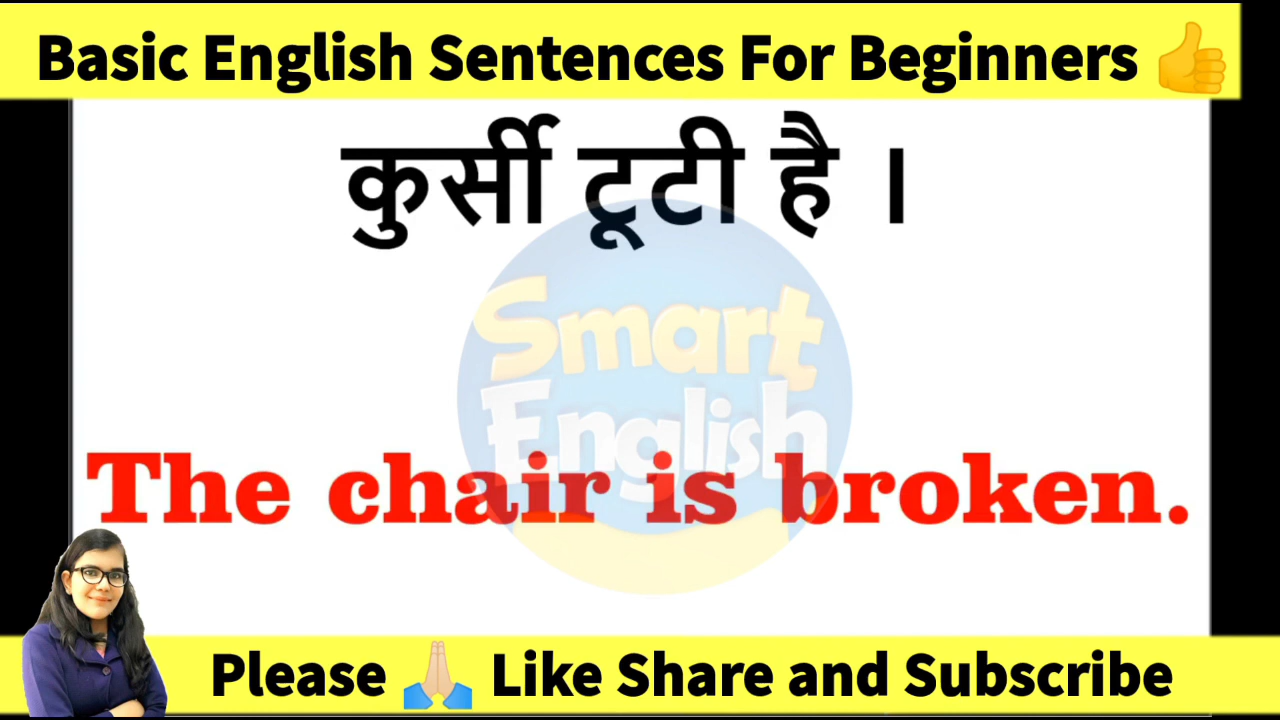 Basic English Sentences For Beginners 👍
कुर्सी टूटी है ।
Smart
English
The chair is broken.
Please 🙏 Like Share and Subscribe